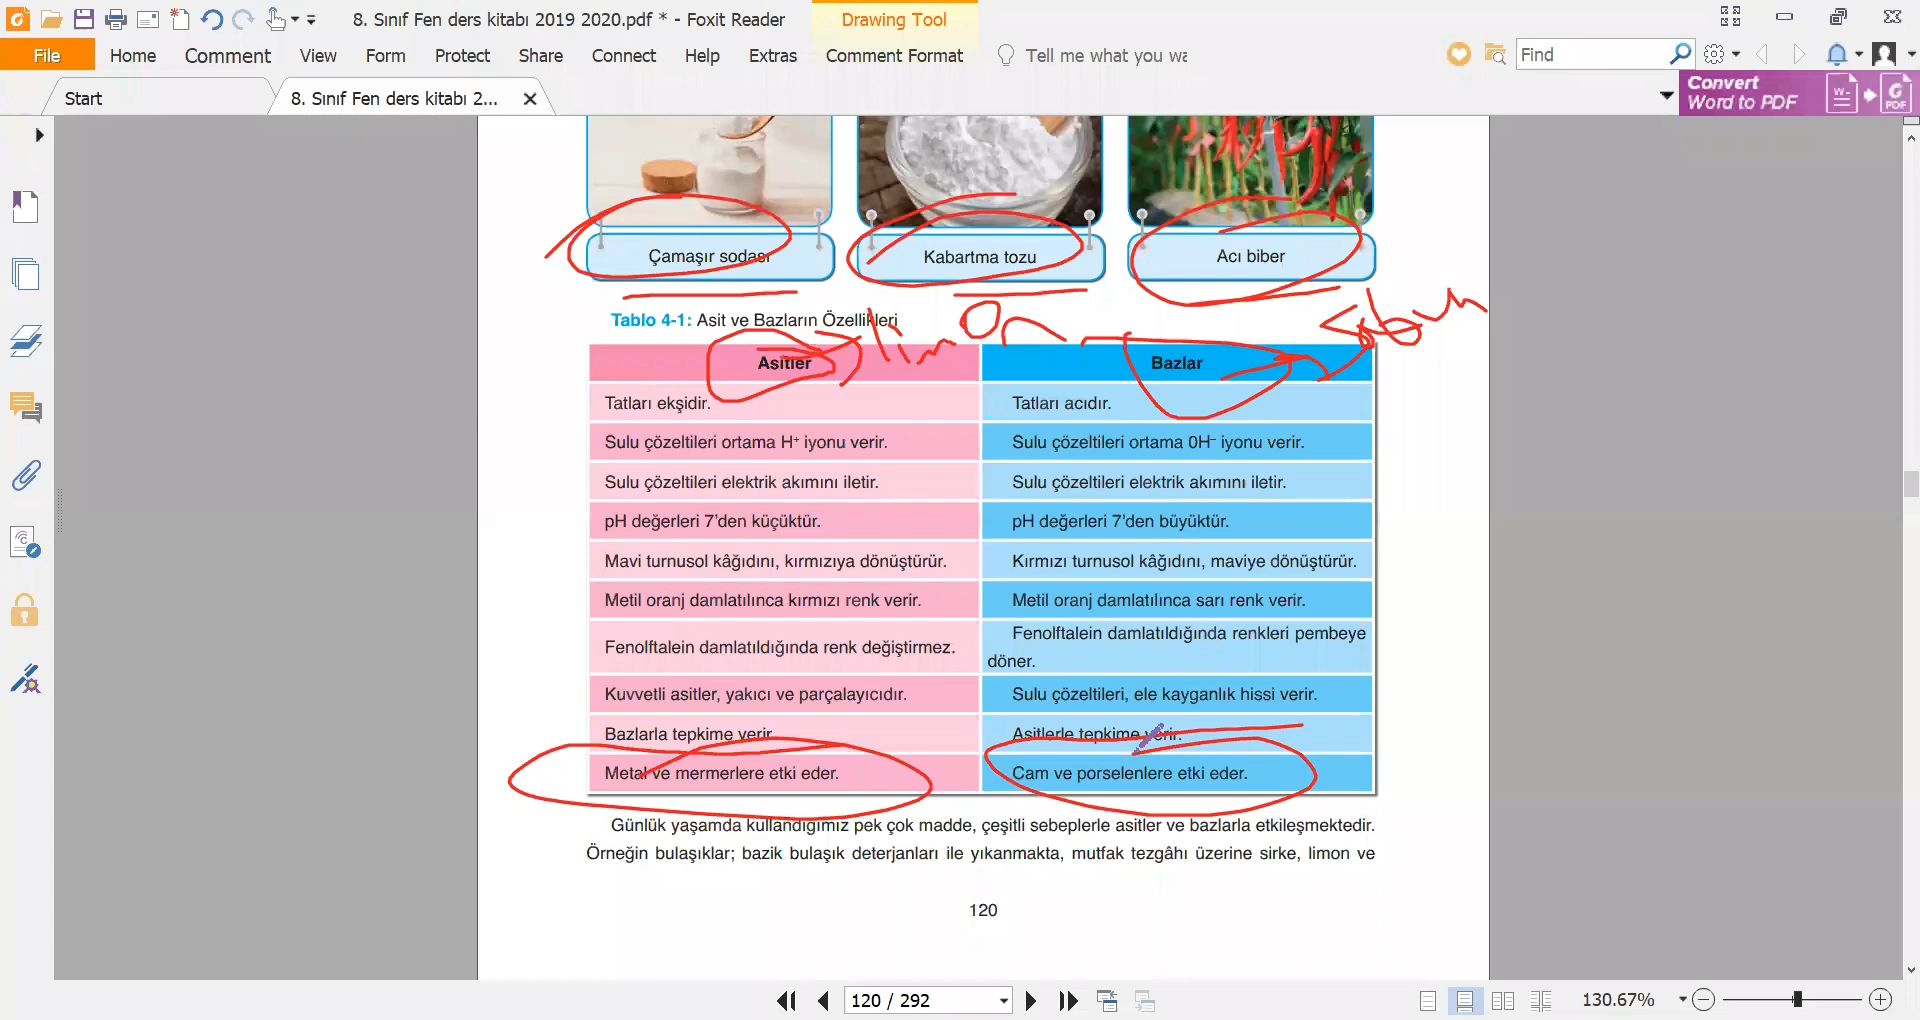 8. Sınıf Fen ders kitabı 2019 2020.pdf * - Foxit Reader
Drawing Tool
File
Home
Comment
View
Form
Protect
Share
Connect
Help
Extras
Comment Format
Tell me what you wa
Find
Start
8. Sınıf Fen ders kitabı 2...
Convert
Word to PDF
W
PDF
Çamaşır sodası
Kabartma tozu
Acı biber
Tablo 4-1: Asit ve Bazların Özellikleri
limon
sabun
Asitler
Bazlar
Tatları ekşidir.
Tatları acıdır.
Sulu çözeltileri ortama H⁺ iyonu verir.
Sulu çözeltileri ortama 0H⁻ iyonu verir.
Sulu çözeltileri elektrik akımını iletir.
Sulu çözeltileri elektrik akımını iletir.
pH değerleri 7’den küçüktür.
pH değerleri 7’den büyüktür.
Mavi turnusol kâğıdını, kırmızıya dönüştürür.
Kırmızı turnusol kâğıdını, maviye dönüştürür.
Metil oranj damlatılınca kırmızı renk verir.
Metil oranj damlatılınca sarı renk verir.
Fenolftalein damlatıldığında renk değiştirmez.
Fenolftalein damlatıldığında renkleri pembeye
döner.
Kuvvetli asitler, yakıcı ve parçalayıcıdır.
Sulu çözeltileri, ele kayganlık hissi verir.
Bazlarla tepkime verir.
Asitlerle tepkime verir.
Metal ve mermerlere etki eder.
Cam ve porselenlere etki eder.
Günlük yaşamda kullandığımız pek çok madde, çeşitli sebeplerle asitler ve bazlarla etkileşmektedir.
Örneğin bulaşıklar; bazik bulaşık deterjanları ile yıkanmakta, mutfak tezgâhı üzerine sirke, limon ve
120
120 / 292
130.67%